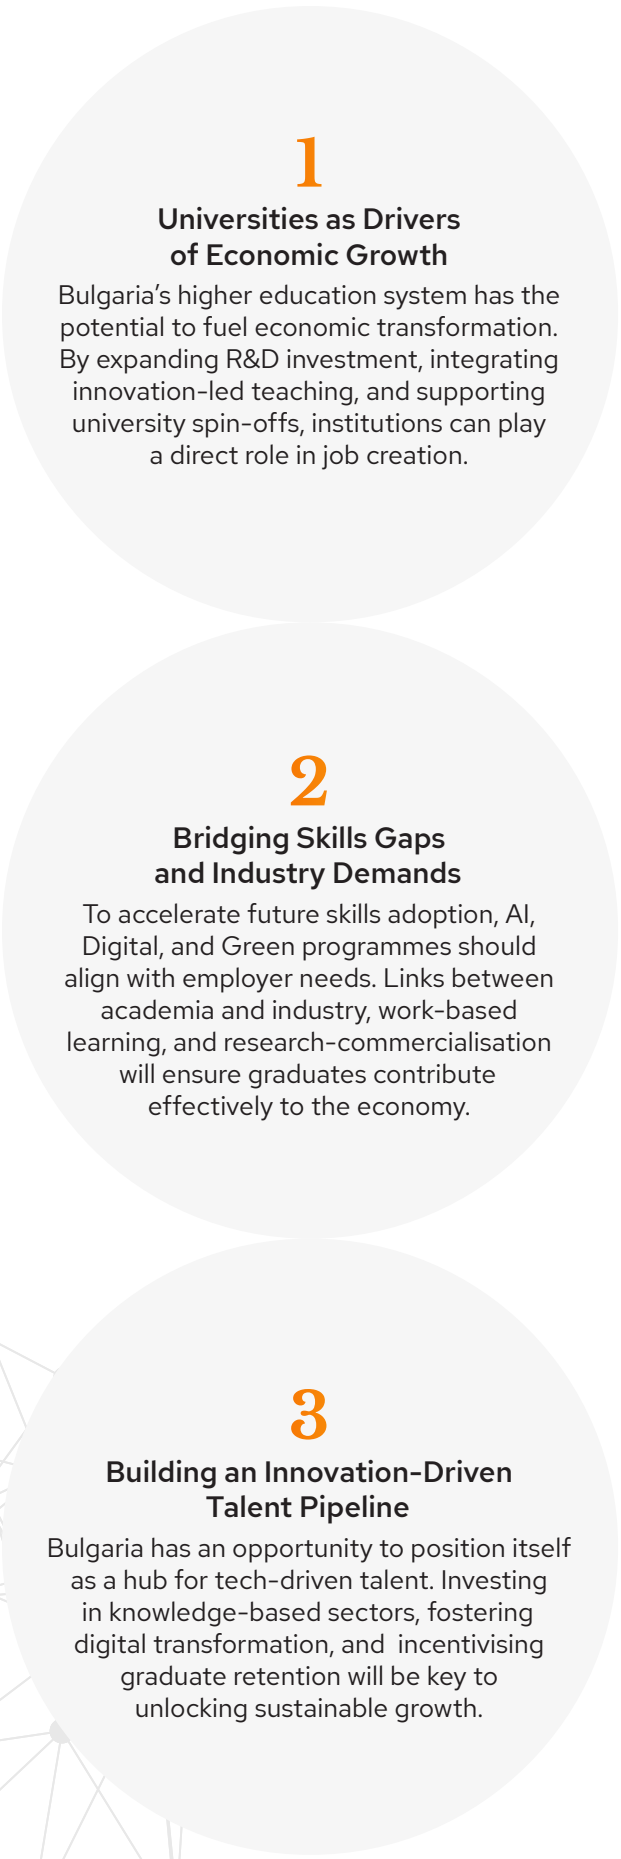 1
Universities as Drivers
of Economic Growth
Bulgaria’s higher education system has the
potential to fuel economic transformation.
By expanding R&D investment, integrating
innovation-led teaching, and supporting
university spin-offs, institutions can play
a direct role in job creation.
2
Bridging Skills Gaps
and Industry Demands
To accelerate future skills adoption, AI,
Digital, and Green programmes should
align with employer needs. Links between
academia and industry, work-based
learning, and research-commercialisation
will ensure graduates contribute
effectively to the economy.
3
Building an Innovation-Driven
Talent Pipeline
Bulgaria has an opportunity to position itself
as a hub for tech-driven talent. Investing
in knowledge-based sectors, fostering
digital transformation, and  incentivising
graduate retention will be key to
unlocking sustainable growth.